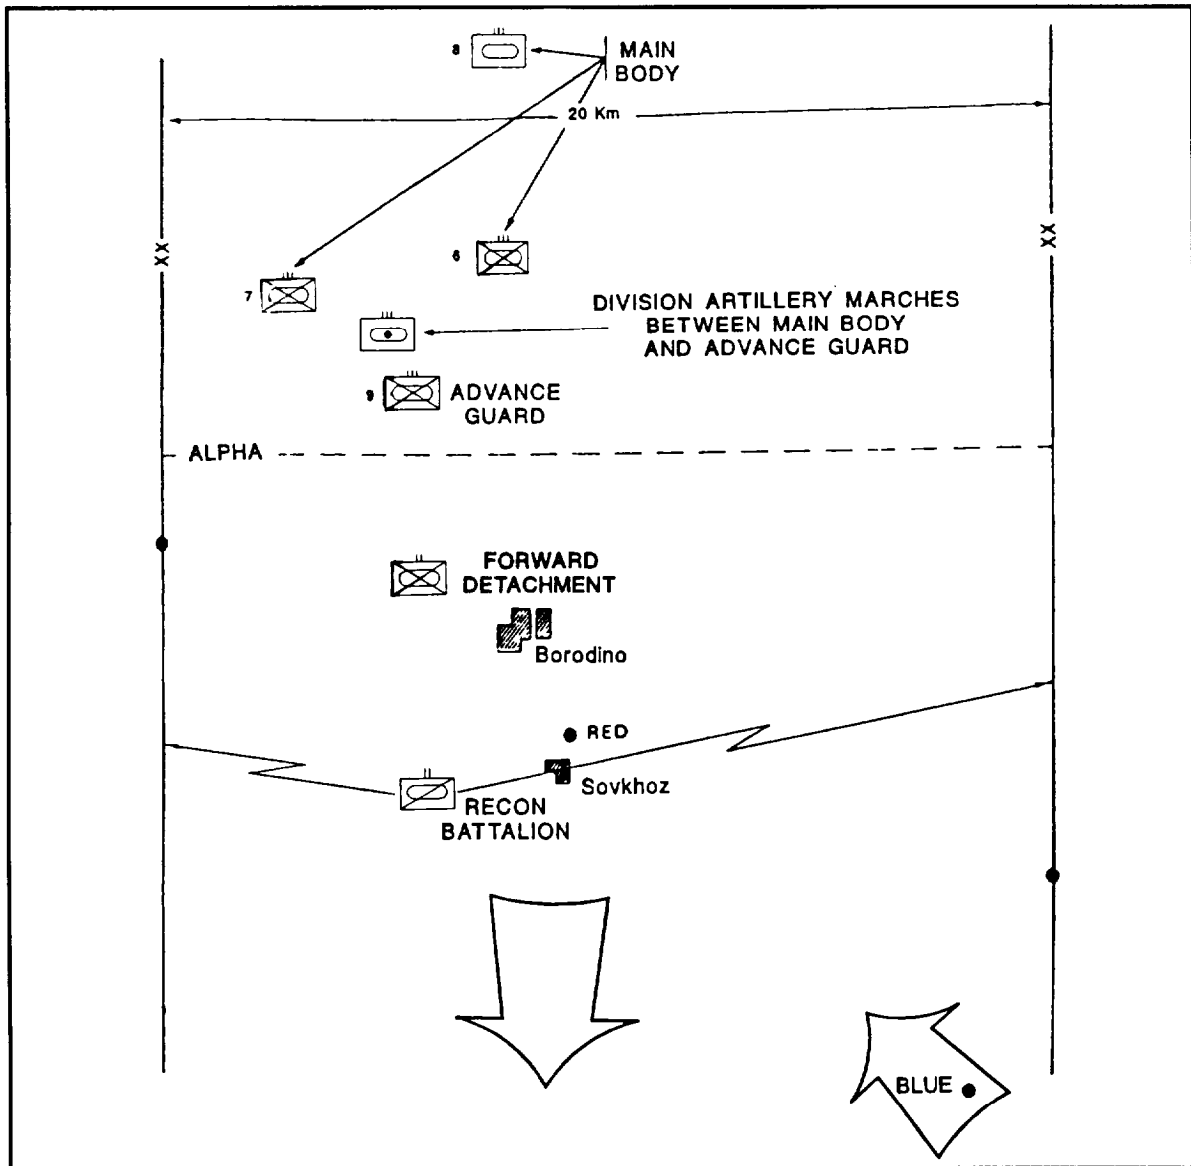 8
MAIN
BODY
20 Km
XX
XX
6
7
DIVISION ARTILLERY MARCHES
BETWEEN MAIN BODY
AND ADVANCE GUARD
9
ADVANCE
GUARD
ALPHA
FORWARD
DETACHMENT
Borodino
RED
Sovkhoz
RECON
BATTALION
BLUE